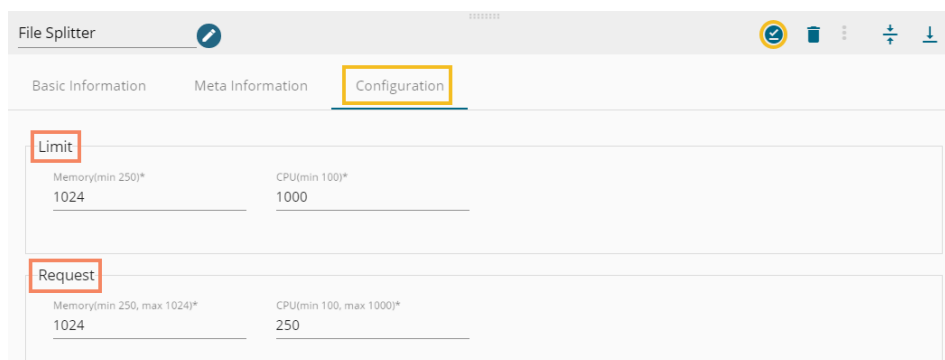 File Splitter
Basic Information Meta Information Configuration
Limit
Memory(min 250)* CPU(min 100)*
1024 1000
Request
Memory(min 250, max 1024)* CPU(min 100, max 1000)*
1024 250